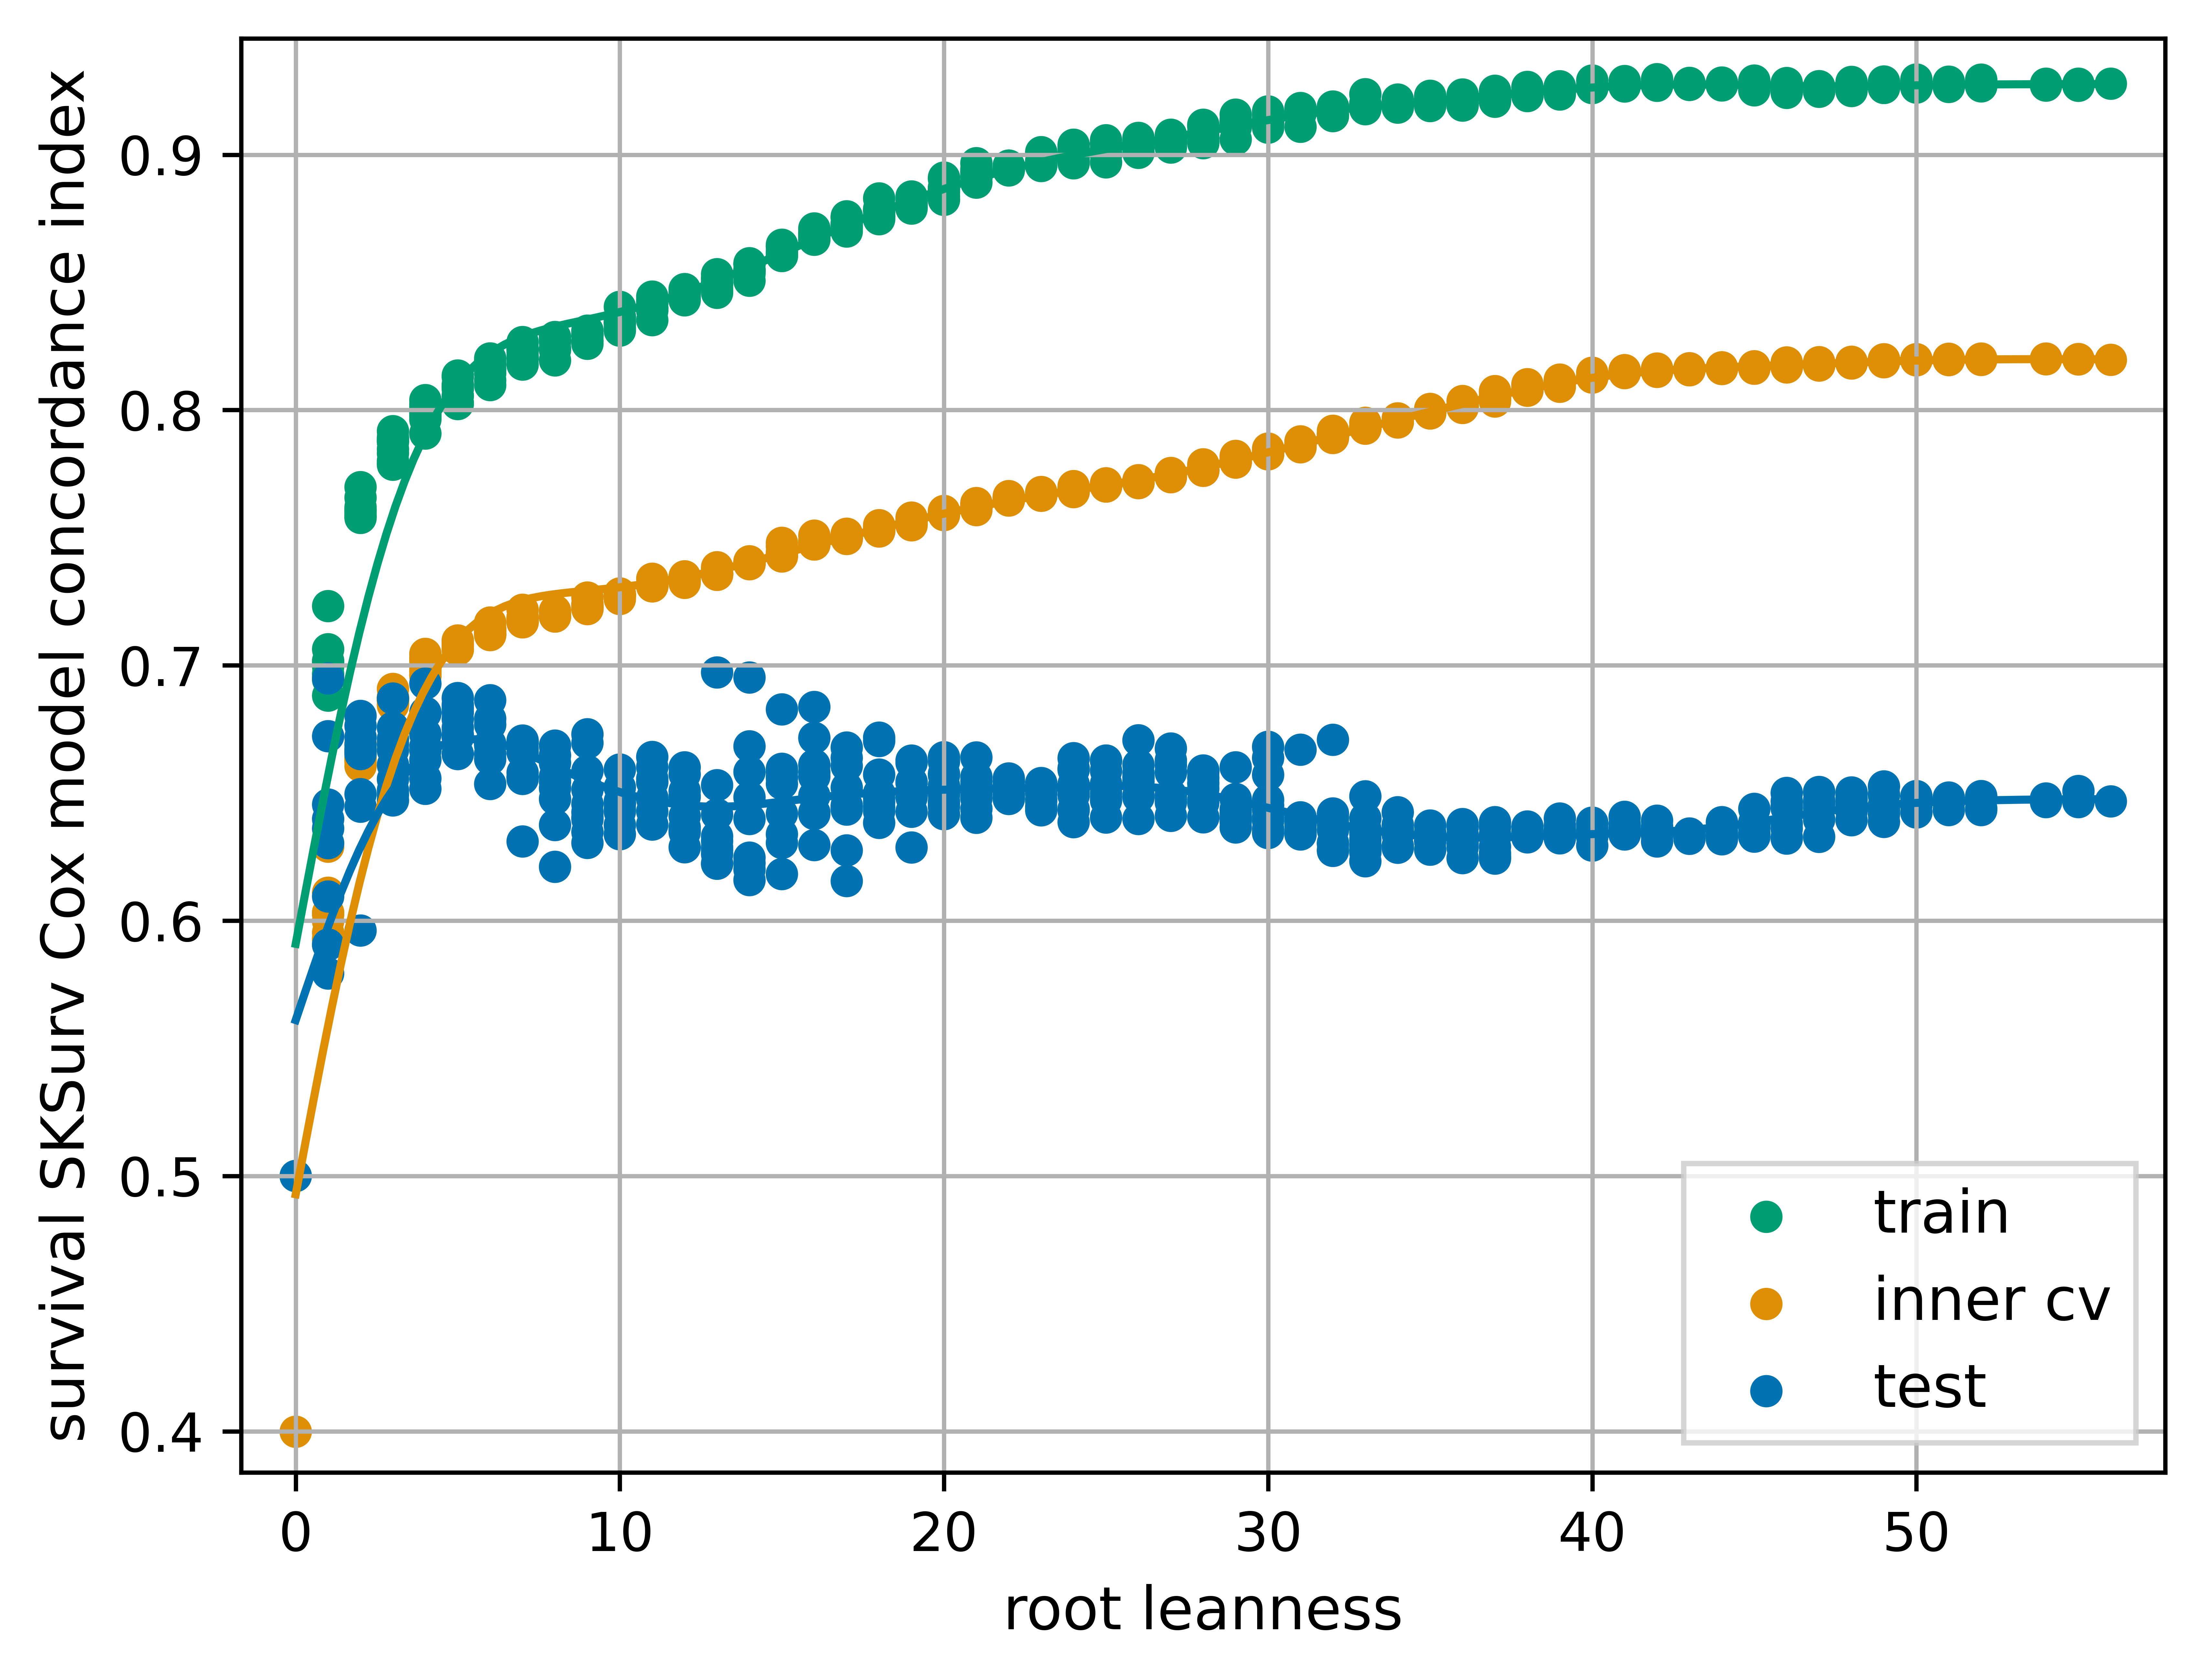 survival SKSurv Cox model concordance index
0.9
0.8
0.7
0.6
0.5
0.4
train
inner cv
test
0 10 20 30 40 50
root leanness